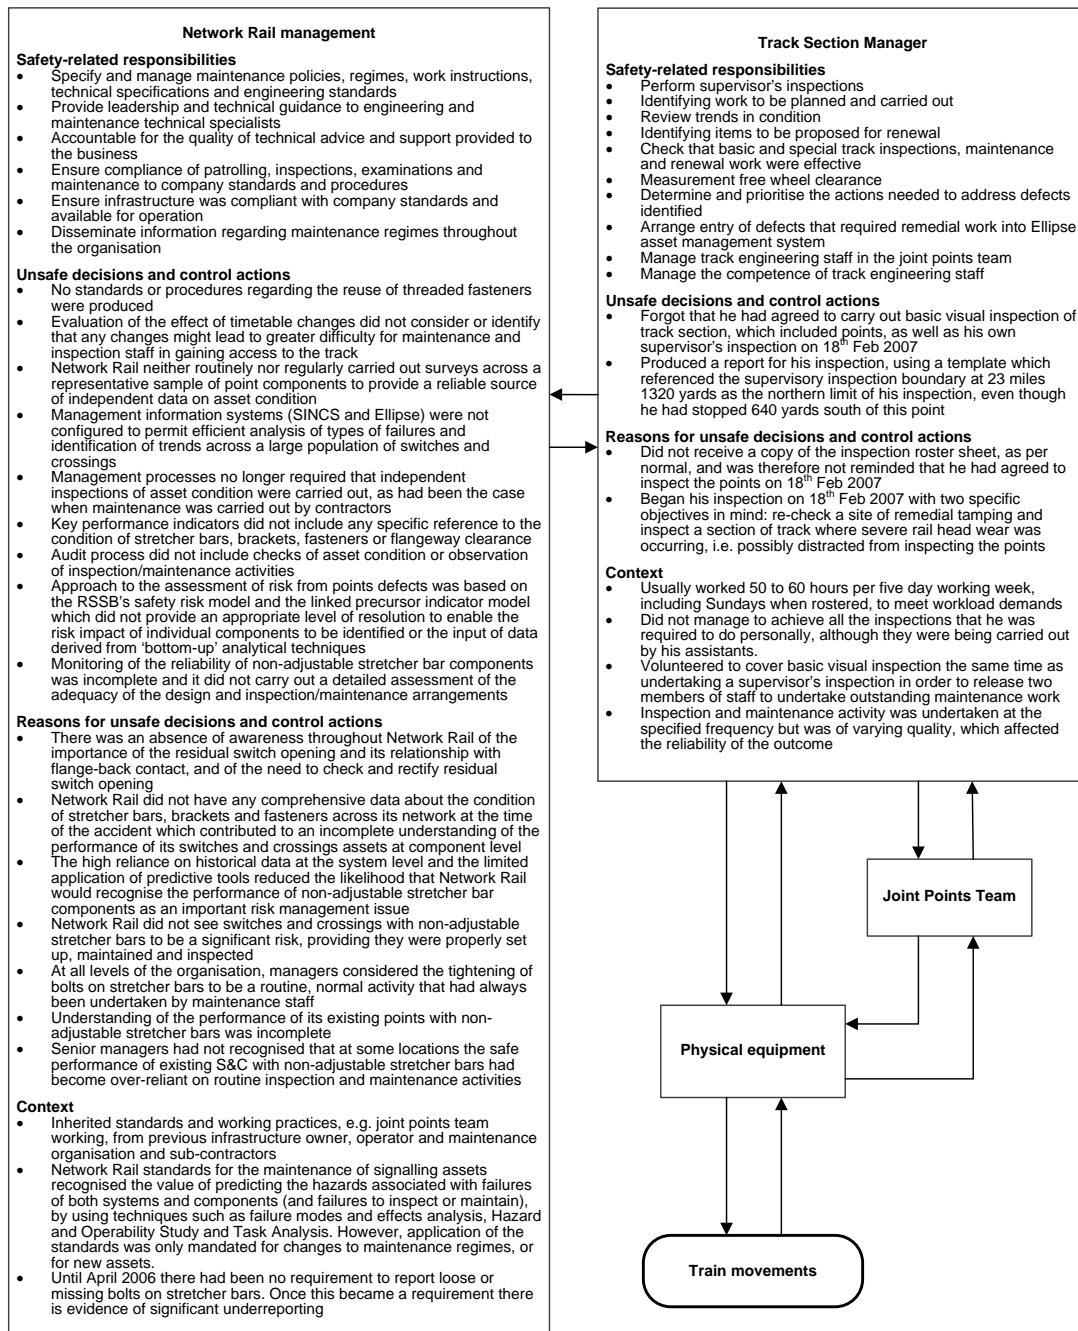 Network Rail management
Safety-related responsibilities
• Specify and manage maintenance policies, regimes, work instructions,
technical specifications and engineering standards
• Provide leadership and technical guidance to engineering and
maintenance technical specialists
• Accountable for the quality of technical advice and support provided to
the business
• Ensure compliance of patrolling, inspections, examinations and
maintenance to company standards and procedures
• Ensure infrastructure was compliant with company standards and
available for operation
• Disseminate information regarding maintenance regimes throughout
the organisation
Unsafe decisions and control actions
• No standards or procedures regarding the reuse of threaded fasteners
were produced
• Evaluation of the effect of timetable changes did not consider or identify
that any changes might lead to greater difficulty for maintenance and
inspection staff in gaining access to the track
• Network Rail neither routinely nor regularly carried out surveys across a
representative sample of point components to provide a reliable source
of independent data on asset condition
• Management information systems (SINCS and Ellipse) were not
configured to permit efficient analysis of types of failures and
identification of trends across a large population of switches and
crossings
• Management processes no longer required that independent
inspections of asset condition were carried out, as had been the case
when maintenance was carried out by contractors
• Key performance indicators did not include any specific reference to the
condition of stretcher bars, brackets, fasteners or flangeway clearance
• Audit process did not include checks of asset condition or observation
of inspection/maintenance activities
• Approach to the assessment of risk from points defects was based on
the RSSB's safety risk model and the linked precursor indicator model
which did not provide an appropriate level of resolution to enable the
risk impact of individual components to be identified or the input of data
derived from 'bottom-up' analytical techniques
• Monitoring of the reliability of non-adjustable stretcher bar components
was incomplete and it did not carry out a detailed assessment of the
adequacy of the design and inspection/maintenance arrangements
Reasons for unsafe decisions and control actions
• There was an absence of awareness throughout Network Rail of the
importance of the residual switch opening and its relationship with
flange-back contact, and of the need to check and rectify residual
switch opening
• Network Rail did not have any comprehensive data about the condition
of stretcher bars, brackets and fasteners across its network at the time
of the accident which contributed to an incomplete understanding of the
performance of its switches and crossings assets at component level
• The high reliance on historical data at the system level and the limited
application of predictive tools reduced the likelihood that Network Rail
would recognise the performance of non-adjustable stretcher bar
components as an important risk management issue
• Network Rail did not see switches and crossings with non-adjustable
stretcher bars to be a significant risk, providing they were properly set
up, maintained and inspected
• At all levels of the organisation, managers considered the tightening of
bolts on stretcher bars to be a routine, normal activity that had always
been undertaken by maintenance staff
• Understanding of the performance of its existing points with non-
adjustable stretcher bars was incomplete
• Senior managers had not recognised that at some locations the safe
performance of existing S&C with non-adjustable stretcher bars had
become over-reliant on routine inspection and maintenance activities
Context
• Inherited standards and working practices, e.g. joint points team
working, from previous infrastructure owner, operator and maintenance
organisation and sub-contractors
• Network Rail standards for the maintenance of signalling assets
recognised the value of predicting the hazards associated with failures
of both systems and components (and failures to inspect or maintain),
by using techniques such as failure modes and effects analysis, Hazard
and Operability Study and Task Analysis. However, application of the
standards was only mandated for changes to maintenance regimes, or
for new assets.
• Until April 2006 there had been no requirement to report loose or
missing bolts on stretcher bars. Once this became a requirement there
is evidence of significant underreporting
Track Section Manager
Safety-related responsibilities
• Perform supervisor's inspections
• Identifying work to be planned and carried out
• Review trends in condition
• Identifying items to be proposed for renewal
• Check that basic and special track inspections, maintenance
and renewal work were effective
• Measurement free wheel clearance
• Determine and prioritise the actions needed to address defects
identified
• Arrange entry of defects that required remedial work into Ellipse
asset management system
• Manage track engineering staff in the joint points team
• Manage the competence of track engineering staff
Unsafe decisions and control actions
• Forgot that he had agreed to carry out basic visual inspection of
track section, which included points, as well as his own
supervisor's inspection on 18th Feb 2007
• Produced a report for his inspection, using a template which
referenced the supervisory inspection boundary at 23 miles
1320 yards as the northern limit of his inspection, even though
he had stopped 640 yards south of this point
Reasons for unsafe decisions and control actions
• Did not receive a copy of the inspection roster sheet, as per
normal, and was therefore not reminded that he had agreed to
inspect the points on 18th Feb 2007
• Began his inspection on 18th Feb 2007 with two specific
objectives in mind: re-check a site of remedial tamping and
inspect a section of track where severe rail head wear was
occurring, i.e. possibly distracted from inspecting the points
Context
• Usually worked 50 to 60 hours per five day working week,
including Sundays when rostered, to meet workload demands
• Did not manage to achieve all the inspections that he was
required to do personally, although they were being carried out
by his assistants.
• Volunteered to cover basic visual inspection the same time as
undertaking a supervisor's inspection in order to release two
members of staff to undertake outstanding maintenance work
• Inspection and maintenance activity was undertaken at the
specified frequency but was of varying quality, which affected
the reliability of the outcome
Joint Points Team
Physical equipment
Train movements